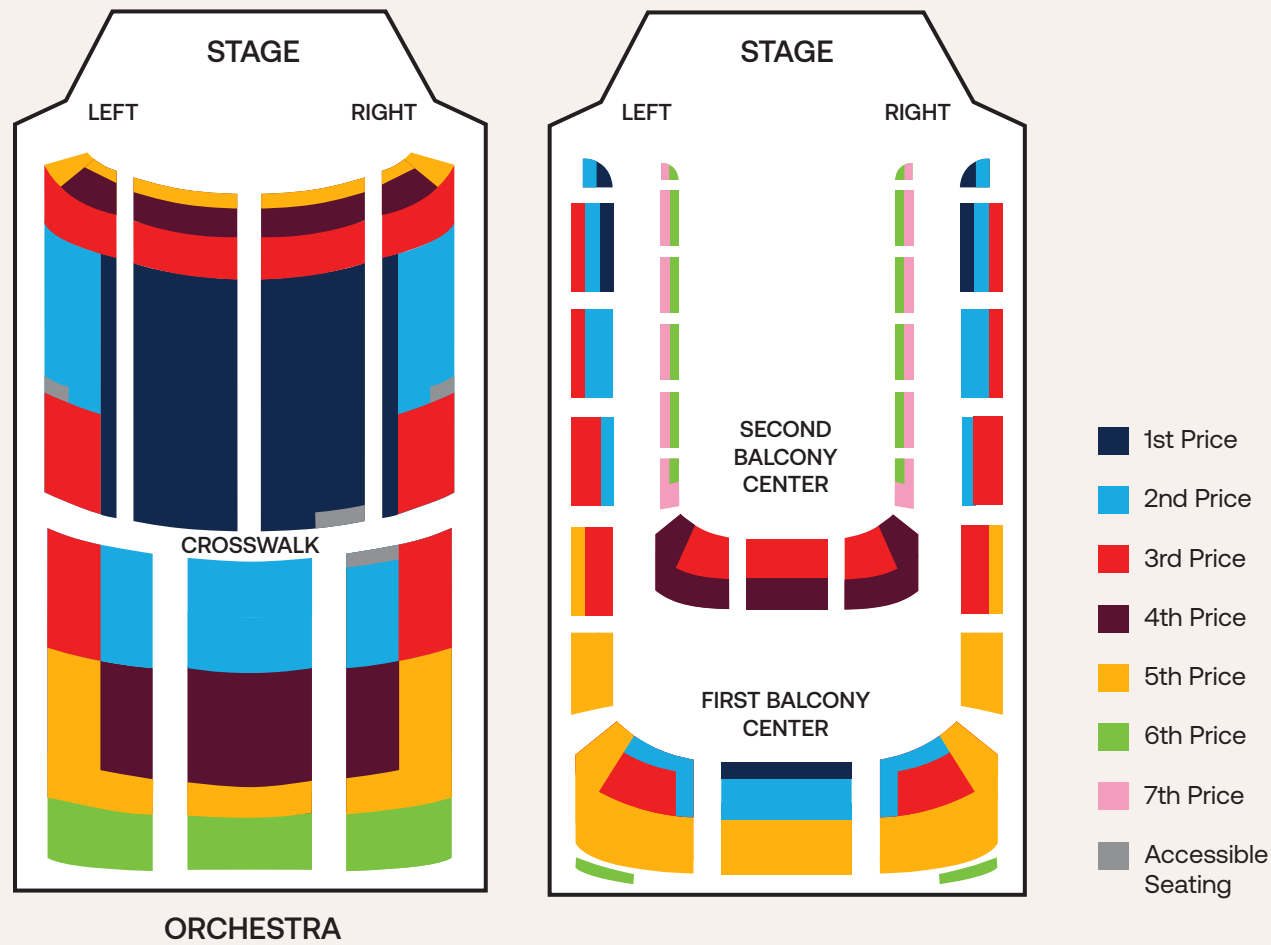 STAGE
LEFT
RIGHT
CROSSWALK
ORCHESTRA
STAGE
LEFT
RIGHT
SECOND
BALCONY
CENTER
FIRST BALCONY
CENTER
1st Price
2nd Price
3rd Price
4th Price
5th Price
6th Price
7th Price
Accessible
Seating